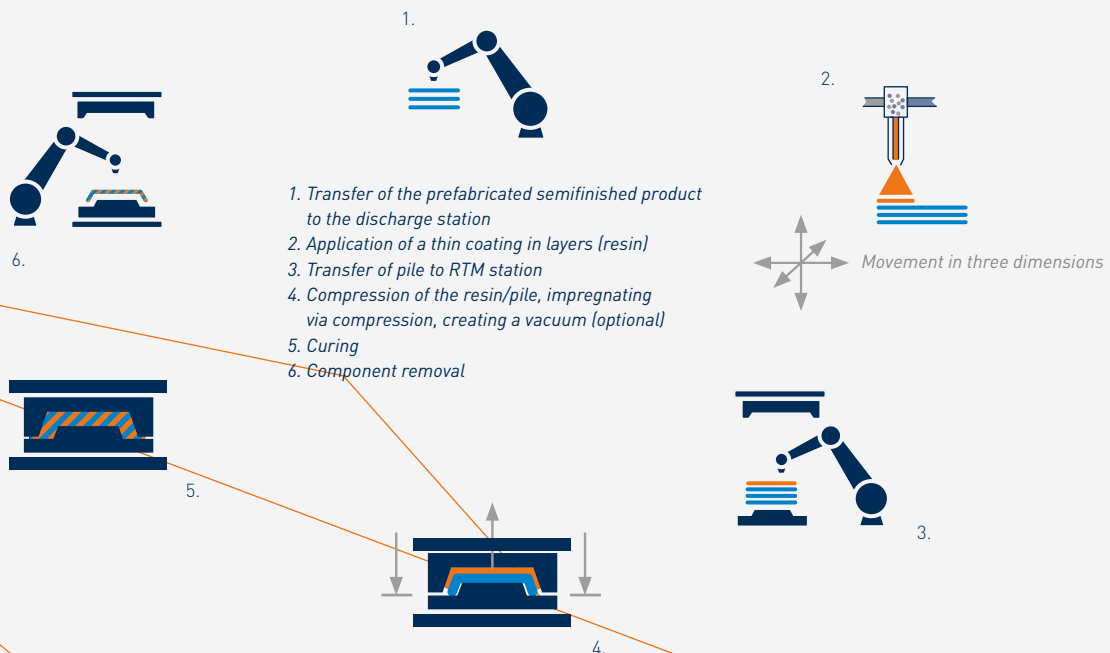 1.
2.
6.
1. Transfer of the prefabricated semifinished product
to the discharge station
2. Application of a thin coating in layers (resin)
3. Transfer of pile to RTM station
4. Compression of the resin/pile, impregnating
via compression, creating a vacuum (optional)
5. Curing
6. Component removal
Movement in three dimensions
5.
3.
4.